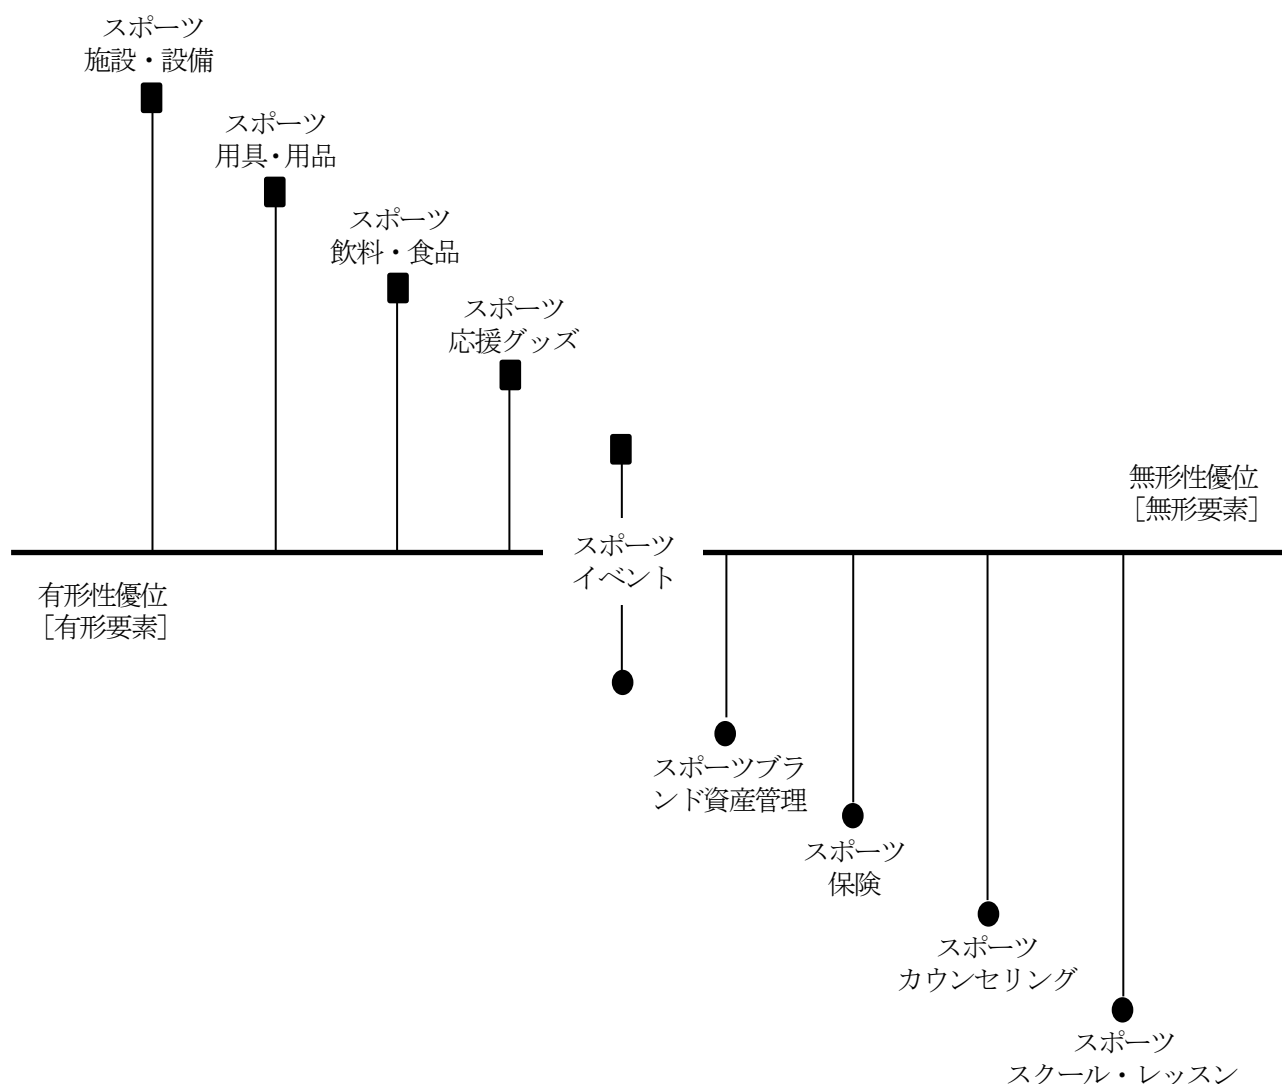 スポーツ
施設・設備
スポーツ
用具・用品
スポーツ
飲料・食品
スポーツ
応援グッズ
無形性優位
［無形要素］
スポーツ
イベント
有形性優位
［有形要素］
スポーツブラ
ンド資産管理
スポーツ
保険
スポーツ
カウンセリング
スポーツ
スクール・レッスン